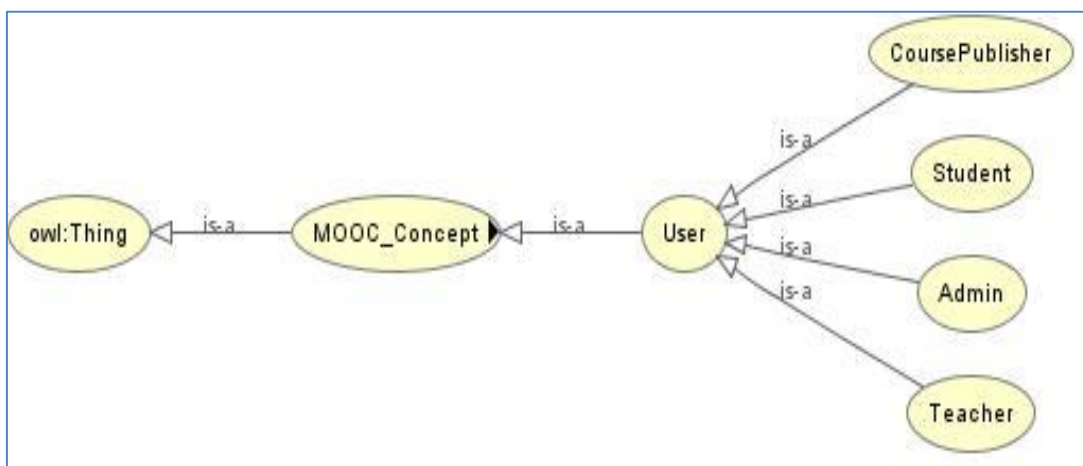 CoursePublisher
is-a
Student
is-a
owl:Thing
is-a
MOOC_Concept
is-a
User
is-a
Admin
is-a
Teacher